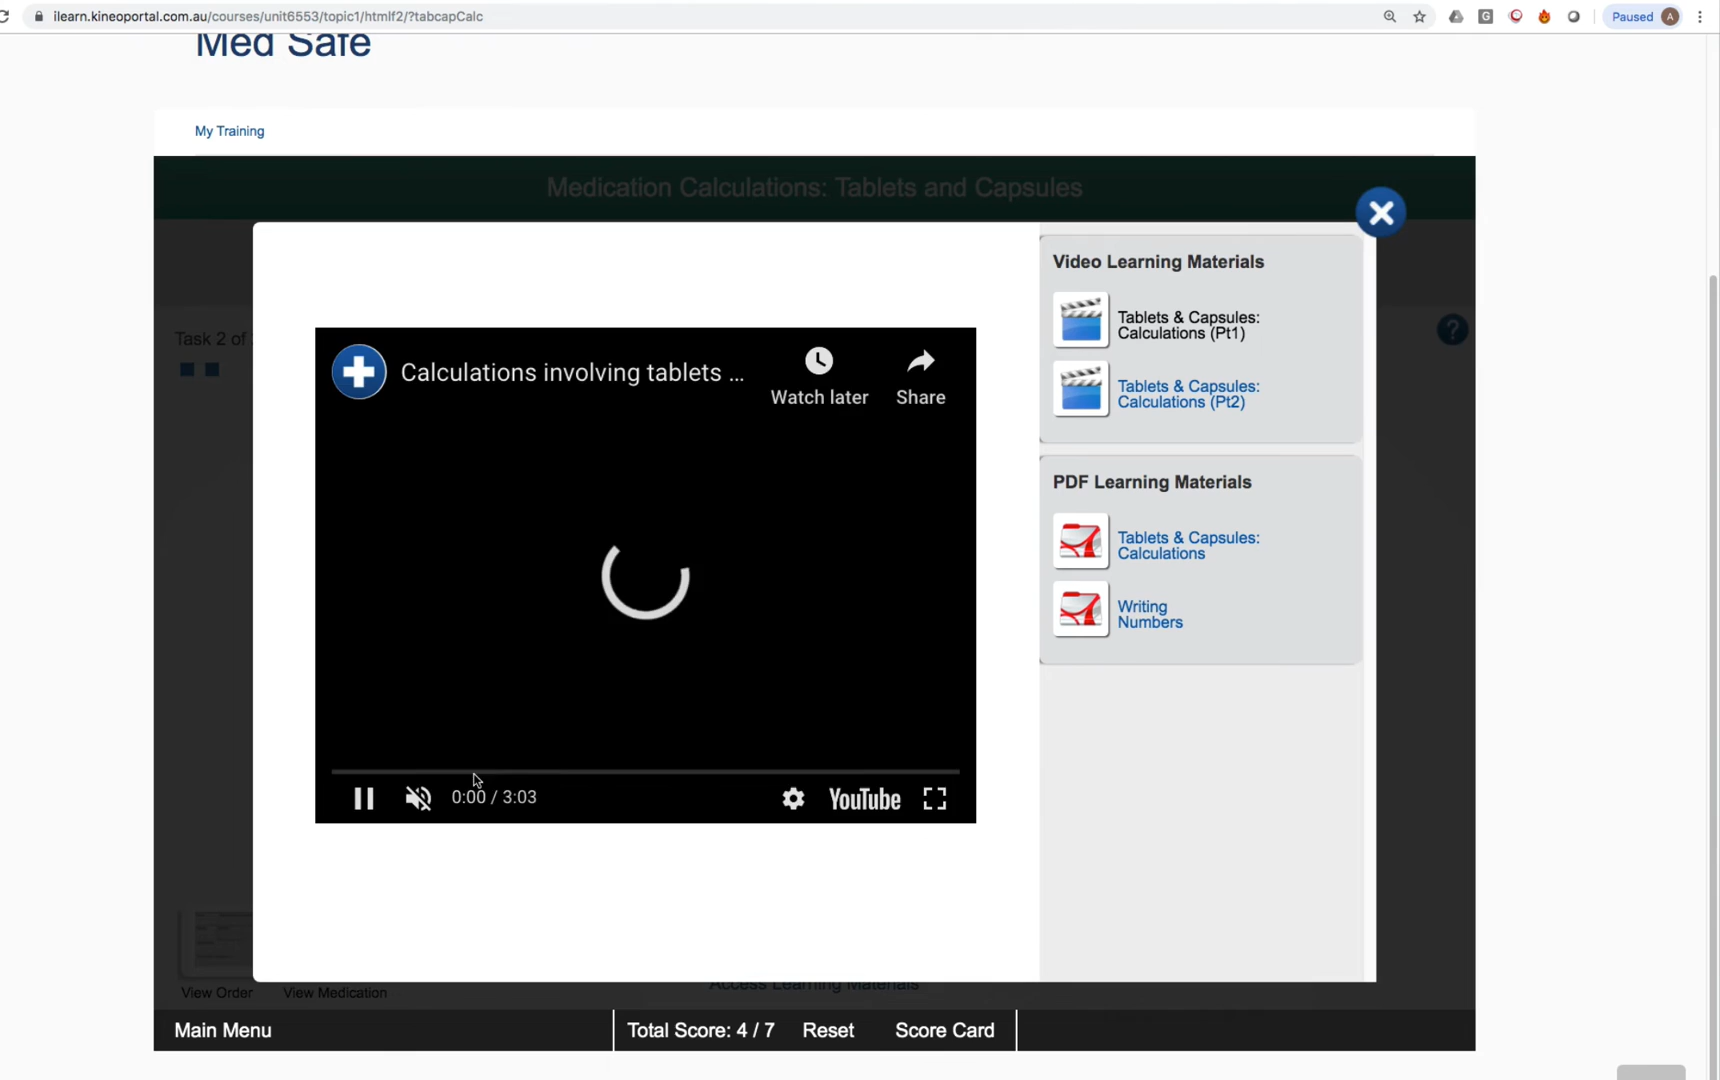 ilearn.kineoportal.com.au/courses/unit6553/topic1/htmlf2/?tabcapCalc
G
Paused
A
Med Safe
My Training
Medication Calculations: Tablets and Capsules
Task 2 of
?
Calculations involving tablets ...
Watch later
Share
0:00 / 3:03
YouTube
Video Learning Materials
Tablets & Capsules:
Calculations (Pt1)
Tablets & Capsules:
Calculations (Pt2)
PDF Learning Materials
Tablets & Capsules:
Calculations
Writing
Numbers
View Order
View Medication
Access Learning Materials
Main Menu
Total Score: 4 / 7
Reset
Score Card